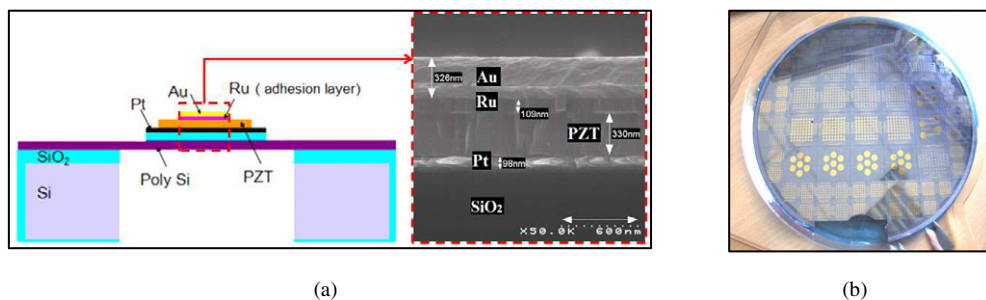 Au
Ru ( adhesion layer)
Pt
SiO₂
Poly Si
PZT
Si
326nm
Au
Ru
109nm
PZT
330nm
Pt
98nm
SiO₂
X50.0K 600nm
(a)
(b)